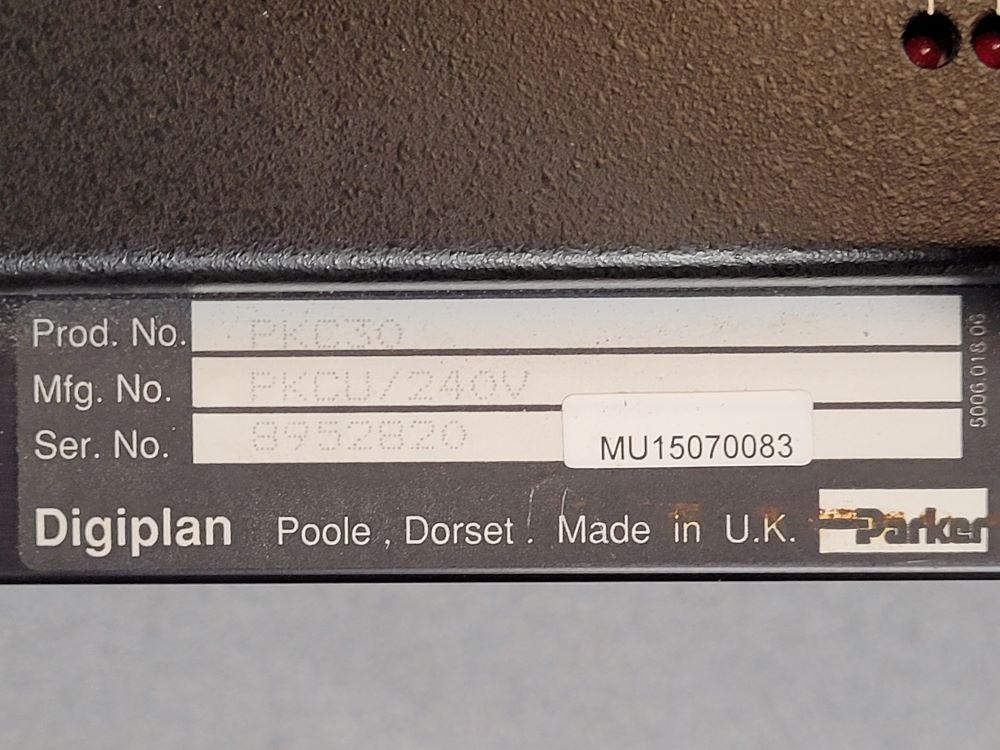 Prod. No. PKC30
Mfg. No. PKCU/240V
Ser. No. 8952820
MU15070083
5006.018.06
Digiplan Poole , Dorset . Made in U.K. Parker